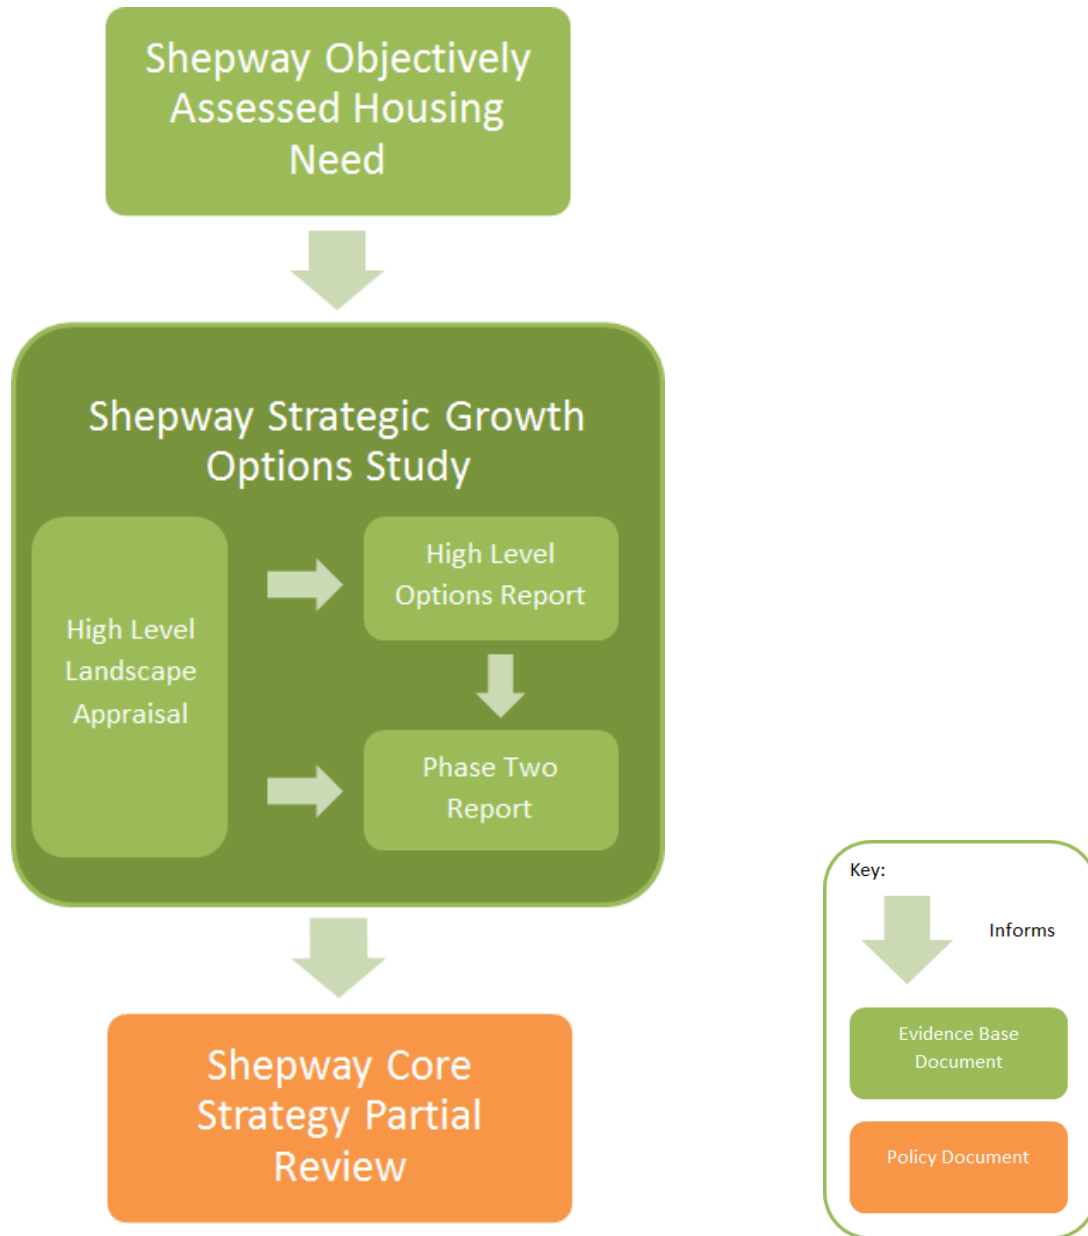 Shepway Objectively
Assessed Housing
Need
Shepway Strategic Growth
Options Study
High Level
Landscape
Appraisal
High Level
Options Report
Phase Two
Report
Shepway Core
Strategy Partial
Review
Key:
Informs
Evidence Base
Document
Policy Document